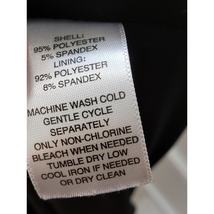 SHELL:
95% POLYESTER
5% SPANDEX
LINING:
92% POLYESTER
8% SPANDEX
MACHINE WASH COLD
GENTLE CYCLE
SEPARATELY
ONLY NON-CHLORINE
BLEACH WHEN NEEDED
TUMBLE DRY LOW
COOL IRON IF NEEDED
OR DRY CLEAN